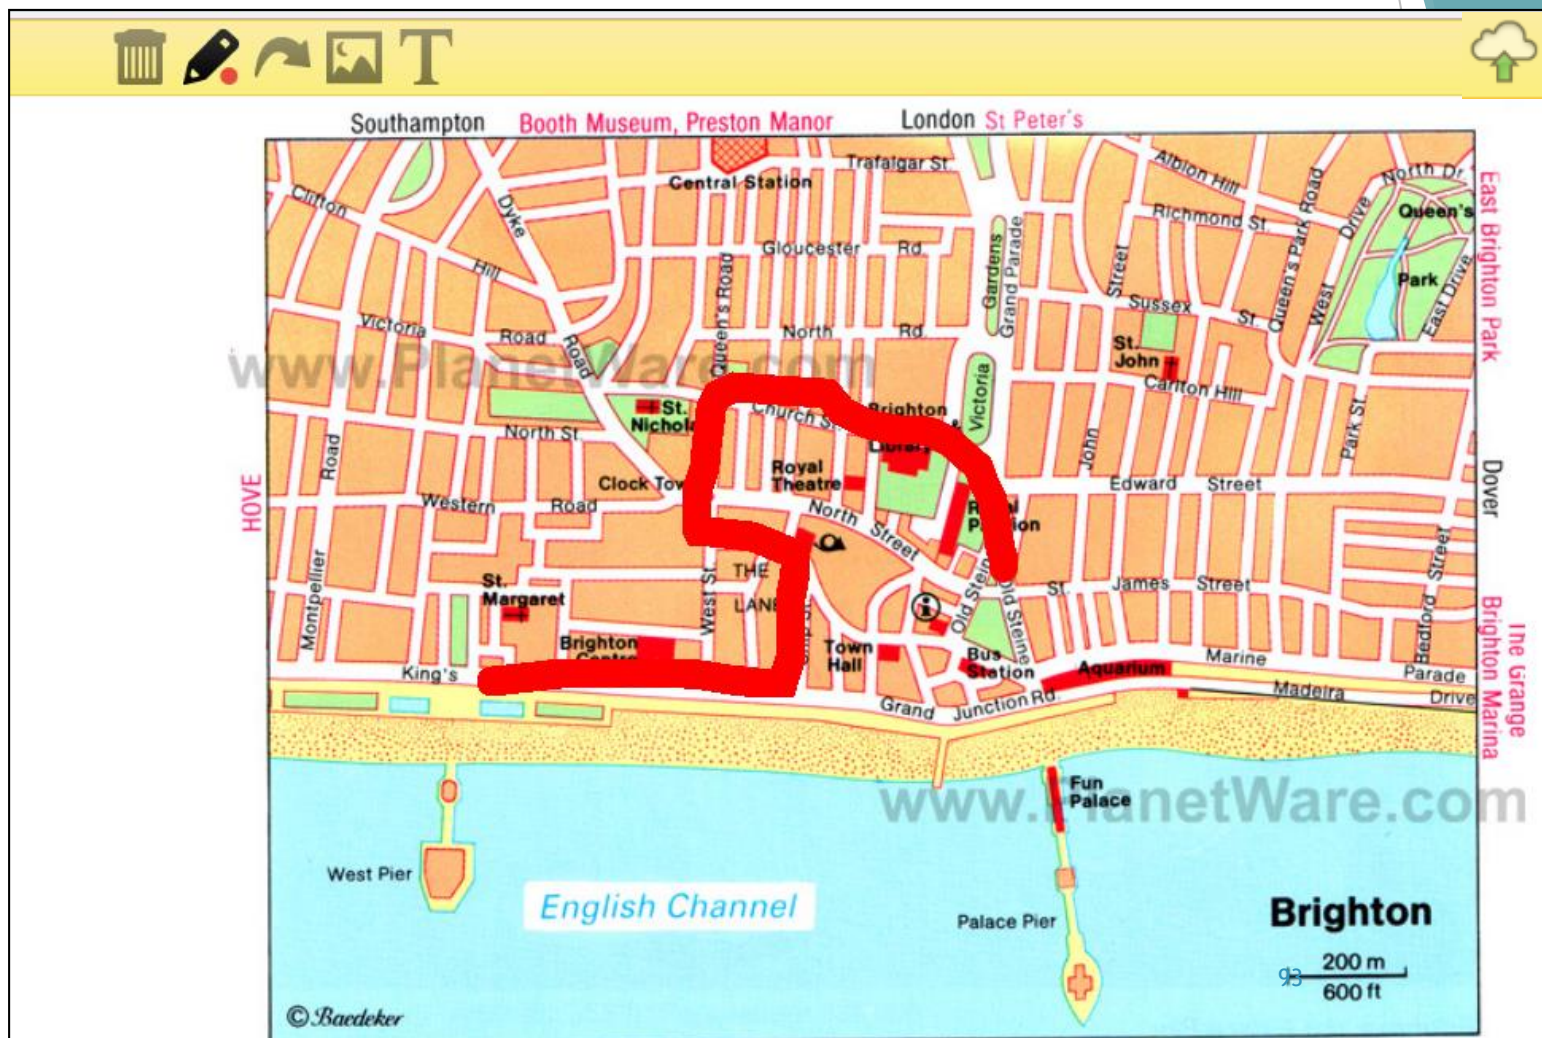 T
Southampton
Booth Museum, Preston Manor
London St Peter's
Trafalgar St.
Central Station
Albion Hill
North Dr.
Clifton
Hill
Dyke
Road
Queen's Road
Gloucester Rd.
Gardens
Grand Parade
Street
Richmond St.
Queen's Park Road
West
Drive
Queen's
Park
East Drive
East Brighton Park
Victoria
Road
North Rd.
Sussex St.
St.
John
Carlton Hill
www.PlanetWare.com
St.
North St.
Church St.
Brighton
&
Library
Victoria
John
Park St.
Road
HOVE
Clock
Royal
Theatre
Western Road
North Street
Edward Street
Dover
Montpellier
THE
West St.
Old Steine
Old Steine
St. James Street
Bedford Street
St.
Margaret
Brighton
Town
Hall
i
Bus
Station
Aquarium
Marine
Parade
King's
Grand Junction Rd.
Madeira Drive
The Grange
Brighton Marina
Fun
Palace
www.PlanetWare.com
West Pier
English Channel
Palace Pier
Brighton
200 m
93
600 ft
© Baedeker